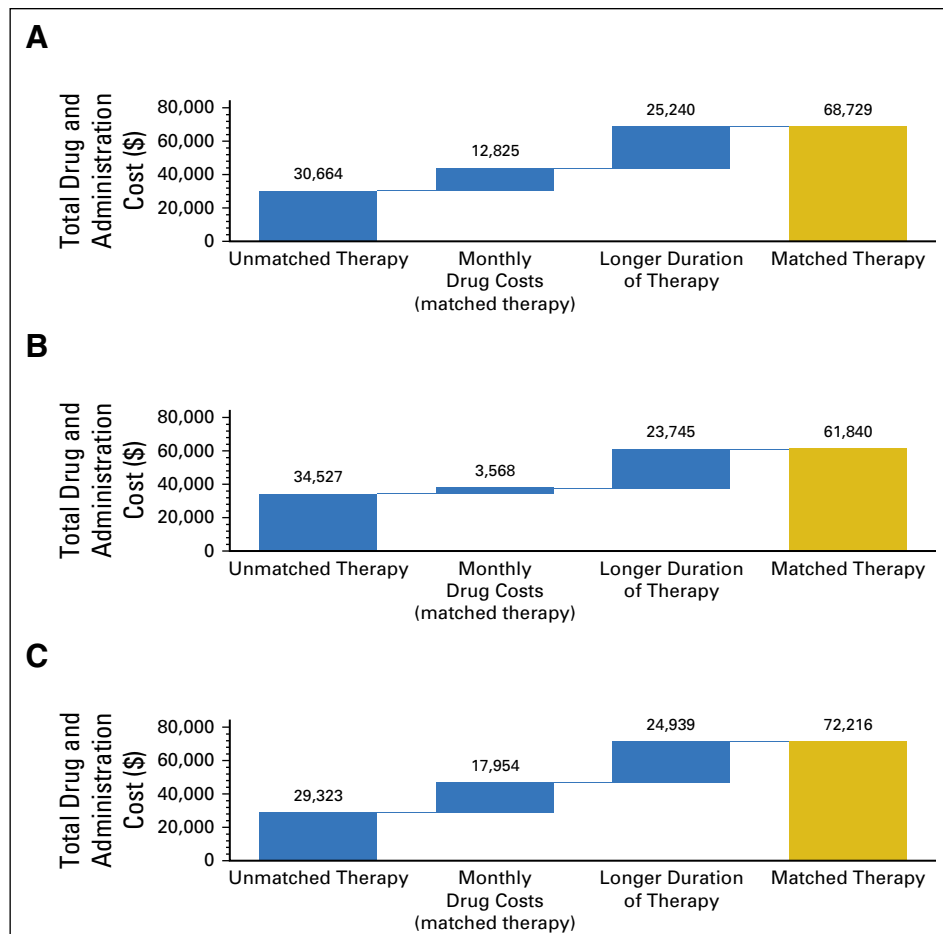 A
Total Drug and
Administration
Cost ($)
80,000
60,000
40,000
20,000
0
30,664
12,825
25,240
68,729
Unmatched Therapy
Monthly
Drug Costs
(matched therapy)
Longer Duration
of Therapy
Matched Therapy
B
Total Drug and
Administration
Cost ($)
80,000
60,000
40,000
20,000
0
34,527
3,568
23,745
61,840
Unmatched Therapy
Monthly
Drug Costs
(matched therapy)
Longer Duration
of Therapy
Matched Therapy
C
Total Drug and
Administration
Cost ($)
80,000
60,000
40,000
20,000
0
29,323
17,954
24,939
72,216
Unmatched Therapy
Monthly
Drug Costs
(matched therapy)
Longer Duration
of Therapy
Matched Therapy